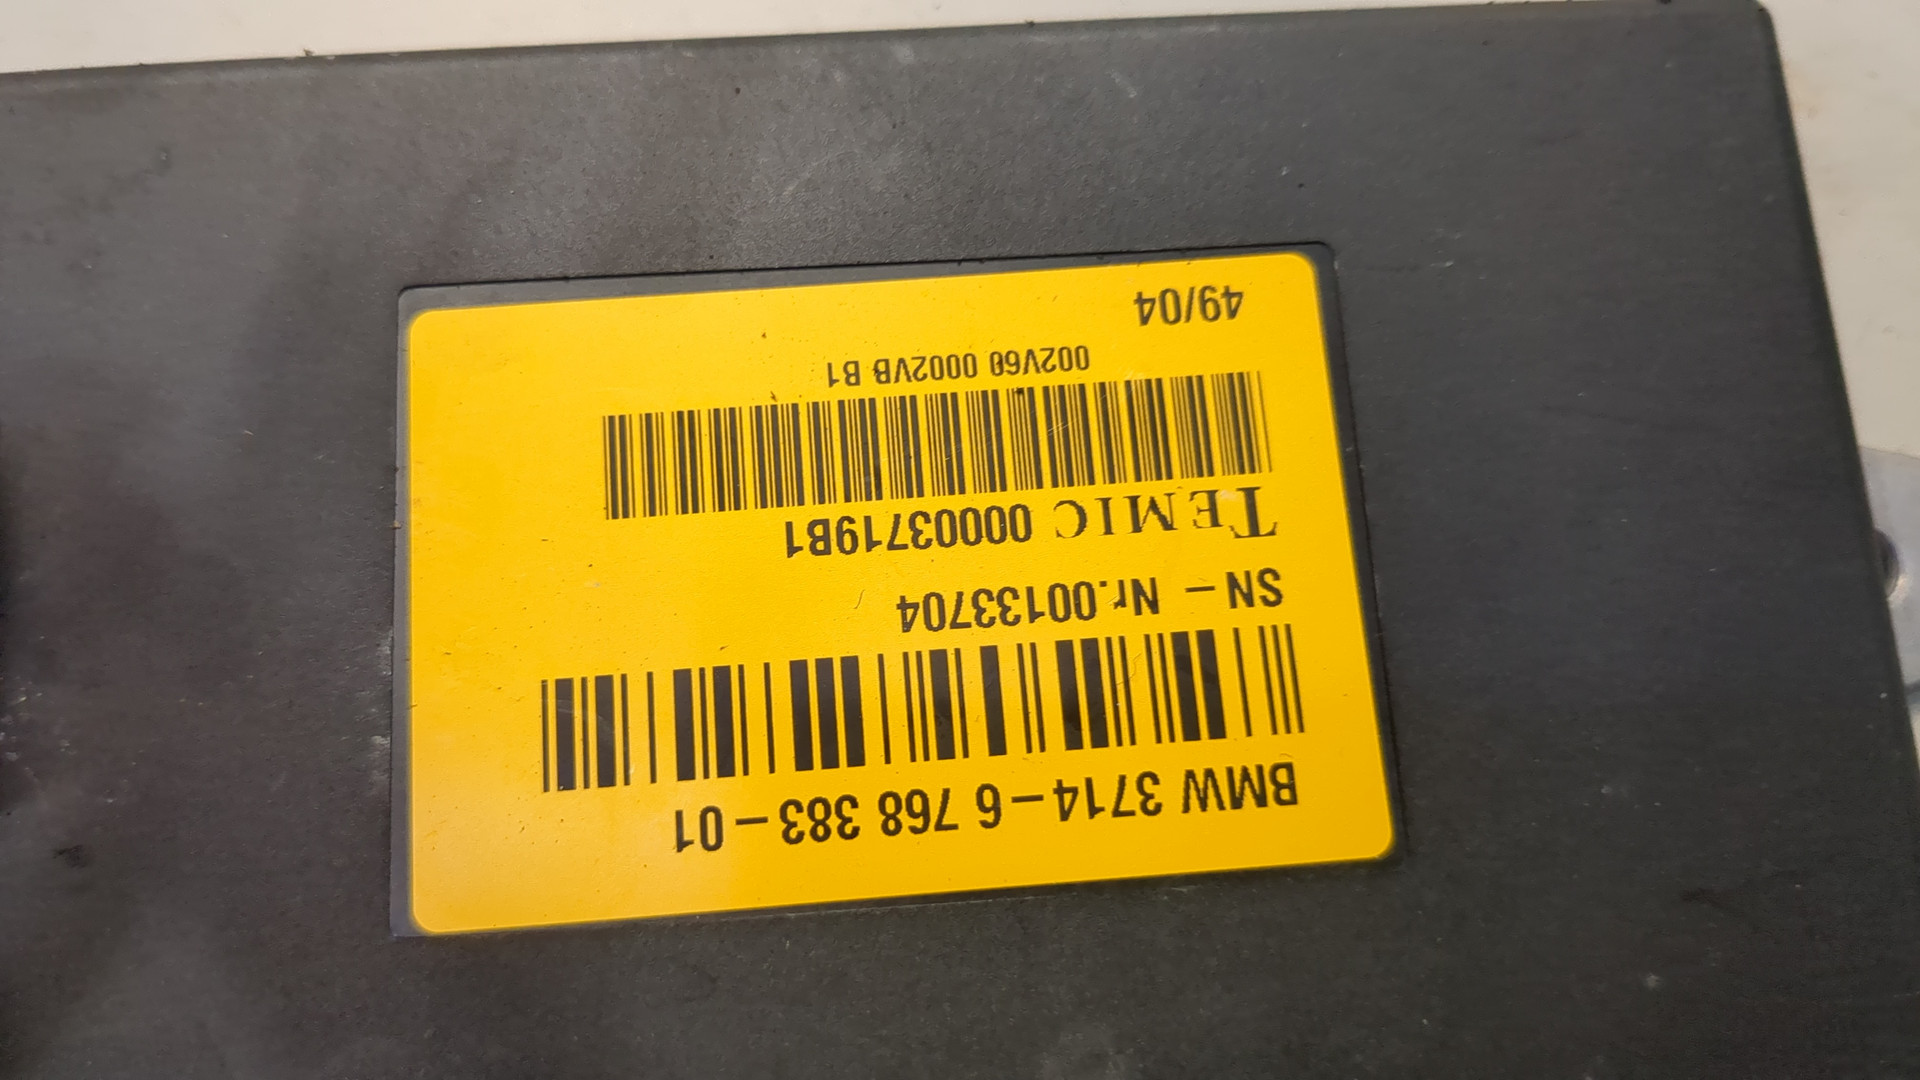 BMW 3714-6 768 383-01
SN - Nr.00133704
TEMIC 00003719B1
002V60 0002VB B1
49/04